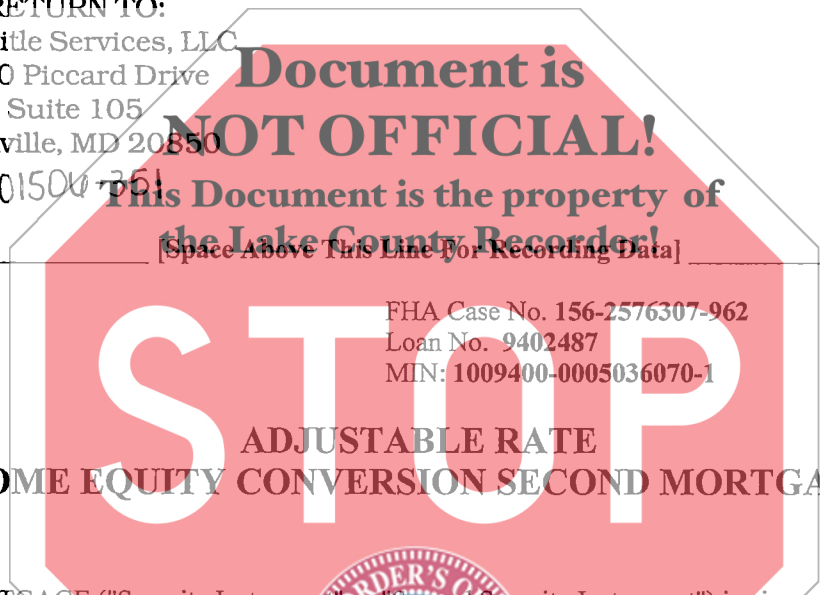 RETURN TO:
itle Services, LLC
0 Piccard Drive
Suite 105
ville, MD 20850
Document is
NOT OFFICIAL!
01500-351
This Document is the property of
the Lake County Recorder!
[Space Above This Line For Recording Data]
FHA Case No. 156-2576307-962
Loan No. 9402487
MIN: 1009400-0005036070-1
STOP
ADJUSTABLE RATE
OME EQUITY CONVERSION SECOND MORTGA
ORDER'S O